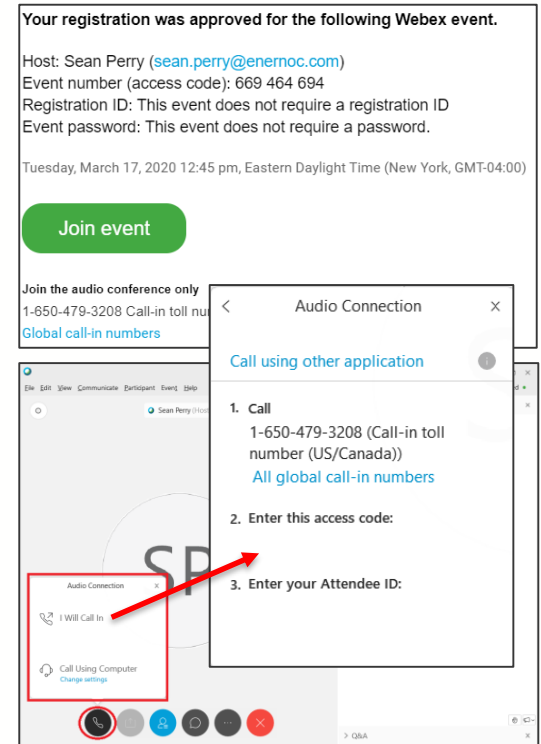 Your registration was approved for the following Webex event.
Host: Sean Perry (sean.perry@enernoc.com)
Event number (access code): 669 464 694
Registration ID: This event does not require a registration ID
Event password: This event does not require a password.
Tuesday, March 17, 2020 12:45 pm, Eastern Daylight Time (New York, GMT-04:00)
Join event
Join the audio conference only
1-650-479-3208 Call-in toll
Global call-in numbers
Audio Connection
Call using other application
1. Call
1-650-479-3208 (Call-in toll
number (US/Canada))
All global call-in numbers
2. Enter this access code:
3. Enter your Attendee ID:
File Edit View Communicate Participant Event Help
Sean Perry (Host
SP
Audio Connection
I Will Call In
Call Using Computer
Change settings
Q&A